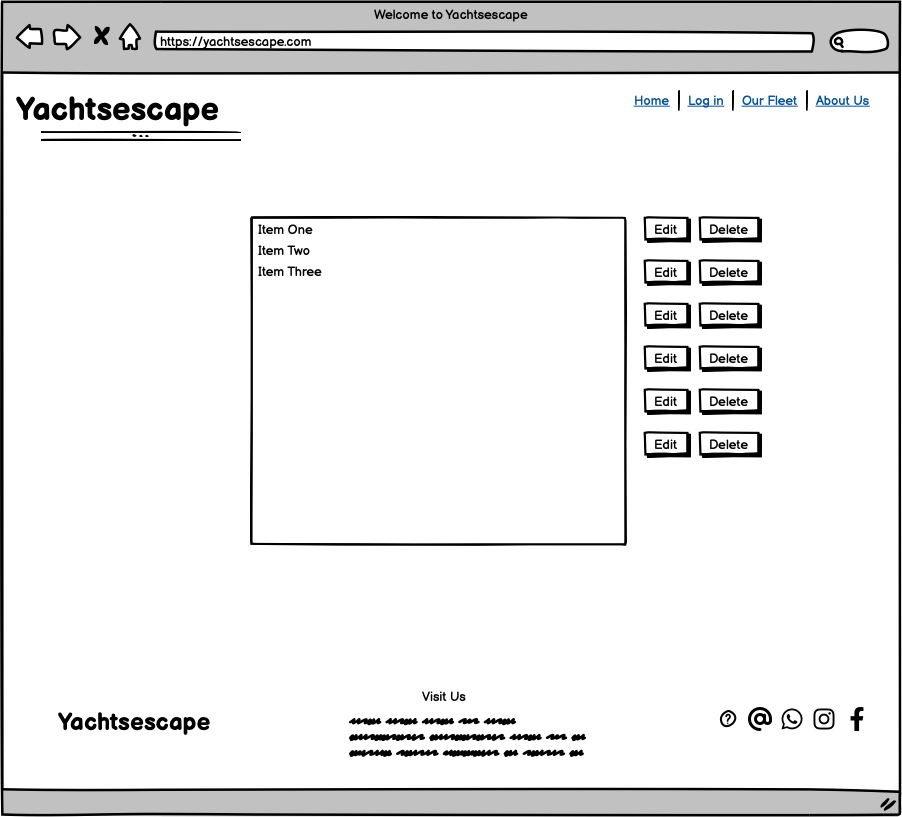 Welcome to Yachtsescape
https://yachtsescape.com
Yachtsescape
Home Log in Our Fleet About Us
Item One
Item Two
Item Three
Edit Delete
Edit Delete
Edit Delete
Edit Delete
Edit Delete
Edit Delete
Visit Us
Yachtsescape